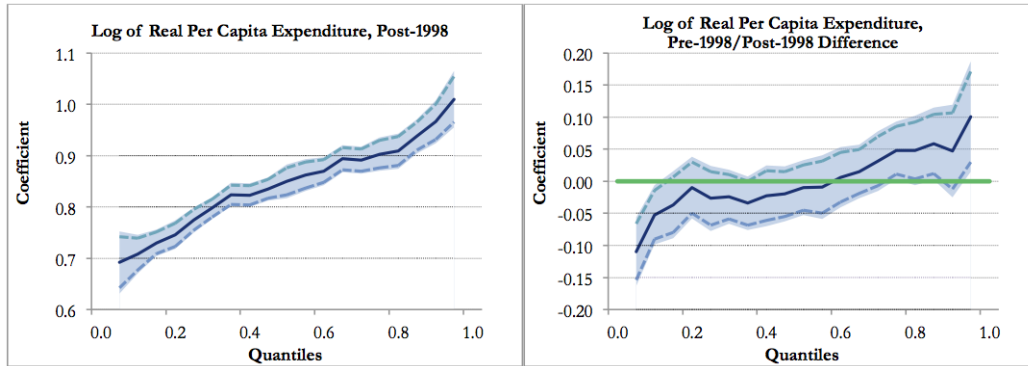 Log of Real Per Capita Expenditure, Post-1998
1.1
1.0
0.9
0.8
0.7
0.6
Coefficient
0.0 0.2 0.4 0.6 0.8 1.0
Quantiles
Log of Real Per Capita Expenditure,
Pre-1998/Post-1998 Difference
0.20
0.15
0.10
0.05
0.00
-0.05
-0.10
-0.15
-0.20
Coefficient
0.0 0.2 0.4 0.6 0.8 1.0
Quantiles